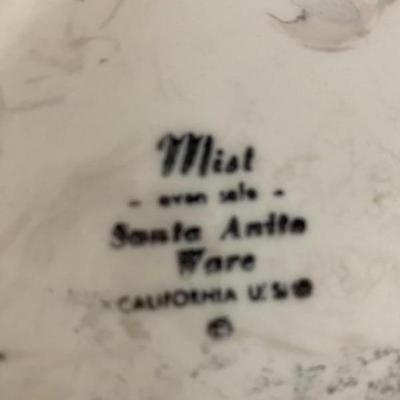 Mist
- oven safe -
Santa Anita
Ware
CALIFORNIA U.S.A.
©